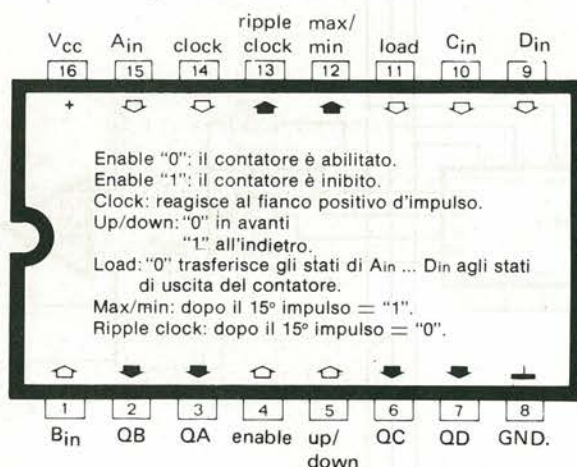 ripple max/
Vcc Ain clock clock min load Cin Din
16 15 14 13 12 11 10 9
+
Enable "0": il contatore è abilitato.
Enable "1": il contatore è inibito.
Clock: reagisce al fianco positivo d'impulso.
Up/down: "0" in avanti
"1" all'indietro.
Load: "0" trasferisce gli stati di Ain ... Din agli stati
di uscita del contatore.
Max/min: dopo il 15º impulso = "1".
Ripple clock: dopo il 15º impulso = "0".
1 2 3 4 5 6 7 8
Bin QB QA enable up/ QC QD GND.
down